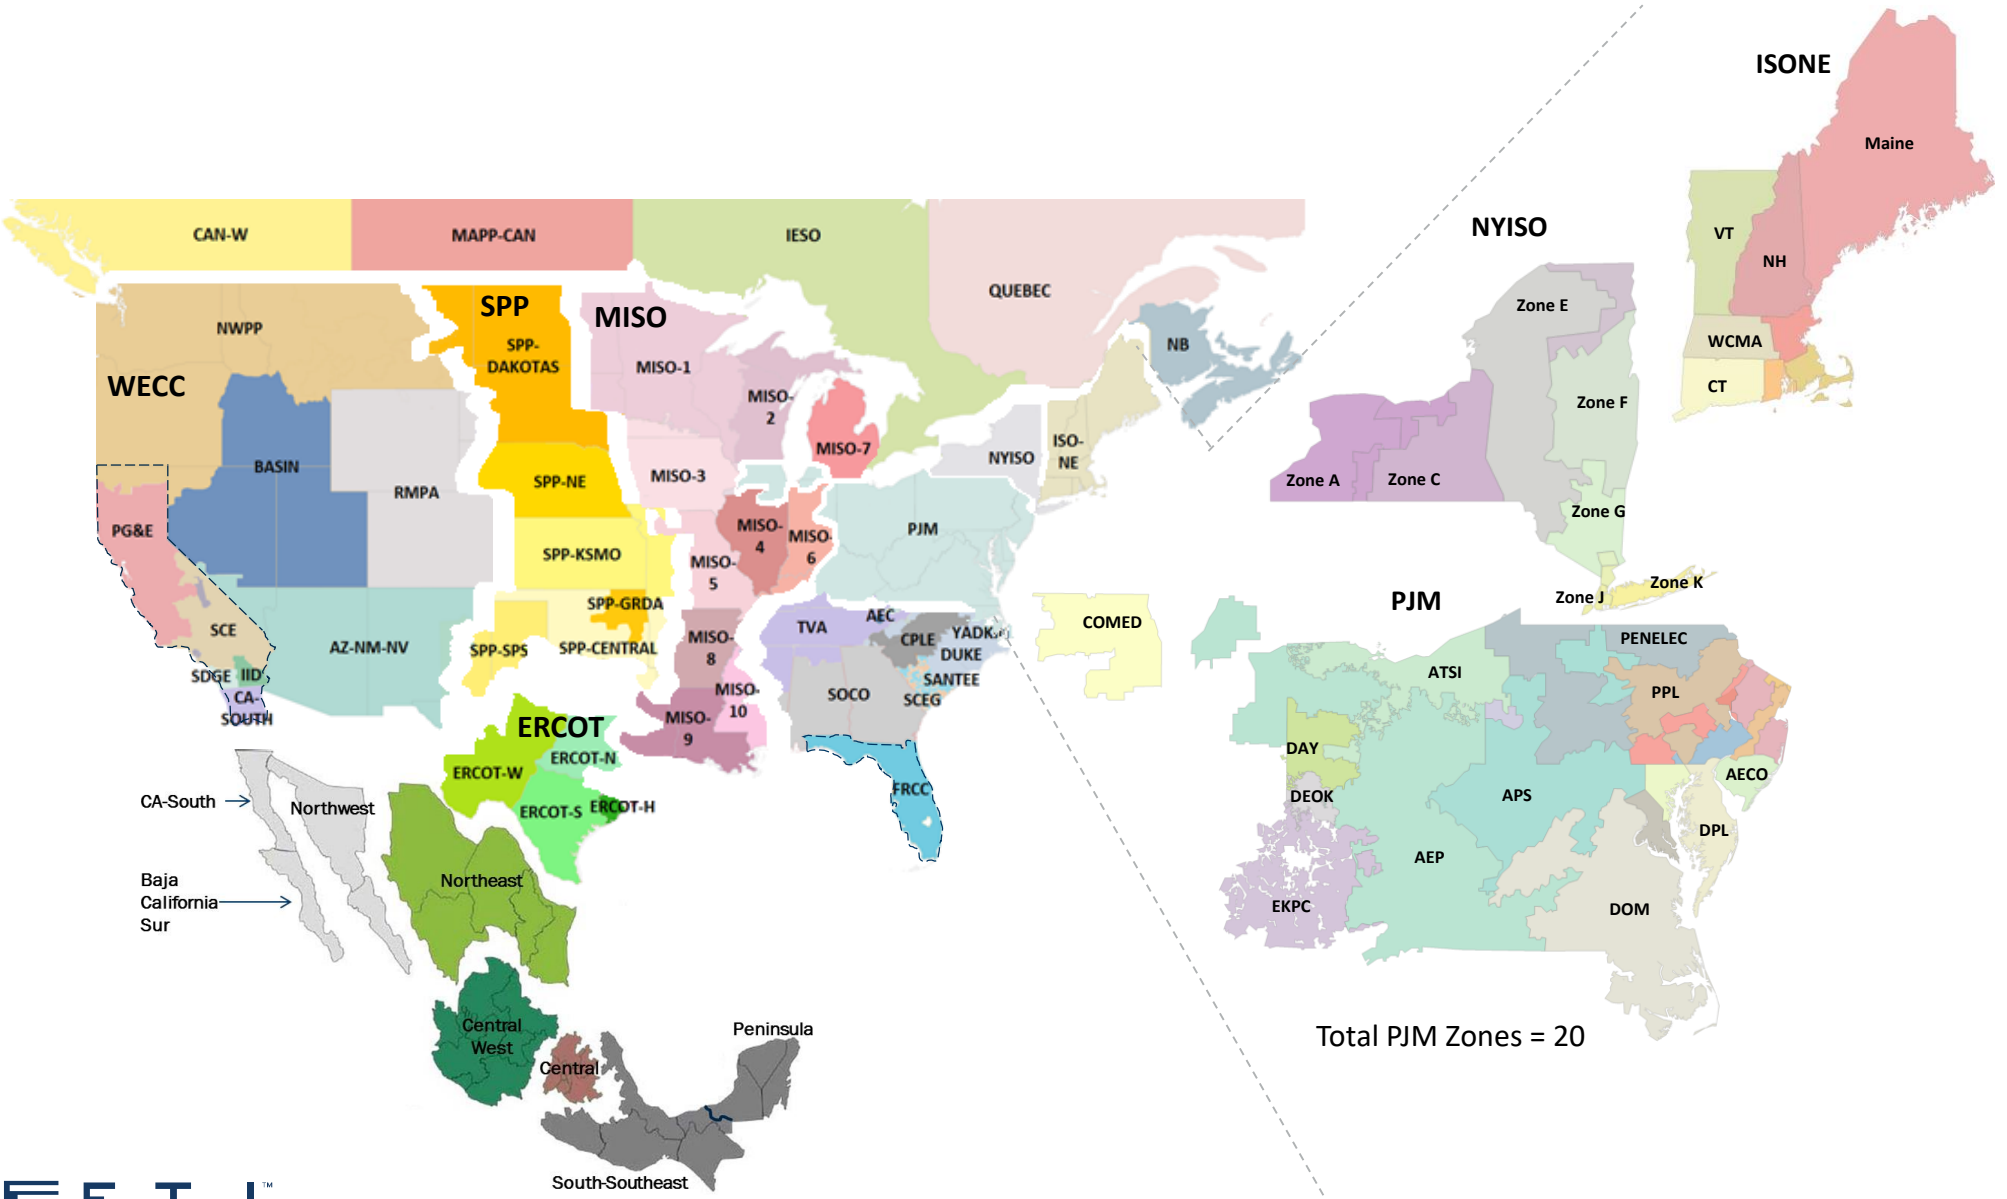 ISONE
Maine
VT
NH
WCMA
CT
NYISO
Zone E
Zone F
Zone A
Zone C
Zone G
Zone K
Zone J
CAN-W
MAPP-CAN
IESO
QUEBEC
NB
NWPP
WECC
SPP
SPP-
DAKOTAS
MISO
MISO-1
MISO-
2
MISO-7
MISO-3
NYISO
ISO-
NE
BASIN
RMPA
SPP-NE
PG&E
SPP-KSMO
MISO-
4
MISO-
6
MISO-
5
PJM
SCE
AZ-NM-NV
SPP-GRDA
SPP-CENTRAL
SPP-SPS
MISO-
8
TVA
AEC
CPLE
YADK
DUKE
SANTEE
SCEG
SOCO
SDGE
IID
CA-
SOUTH
MISO-
10
MISO-
9
ERCOT
ERCOT-N
ERCOT-W
ERCOT-S
ERCOT-H
FRCC
PJM
COMED
PENELEC
ATSI
PPL
DAY
DEOK
AECO
APS
DPL
AEP
EKPC
DOM
Total PJM Zones = 20
CA-South
Northwest
Baja
California
Sur
Northeast
Central
West
Central
Peninsula
South-Southeast